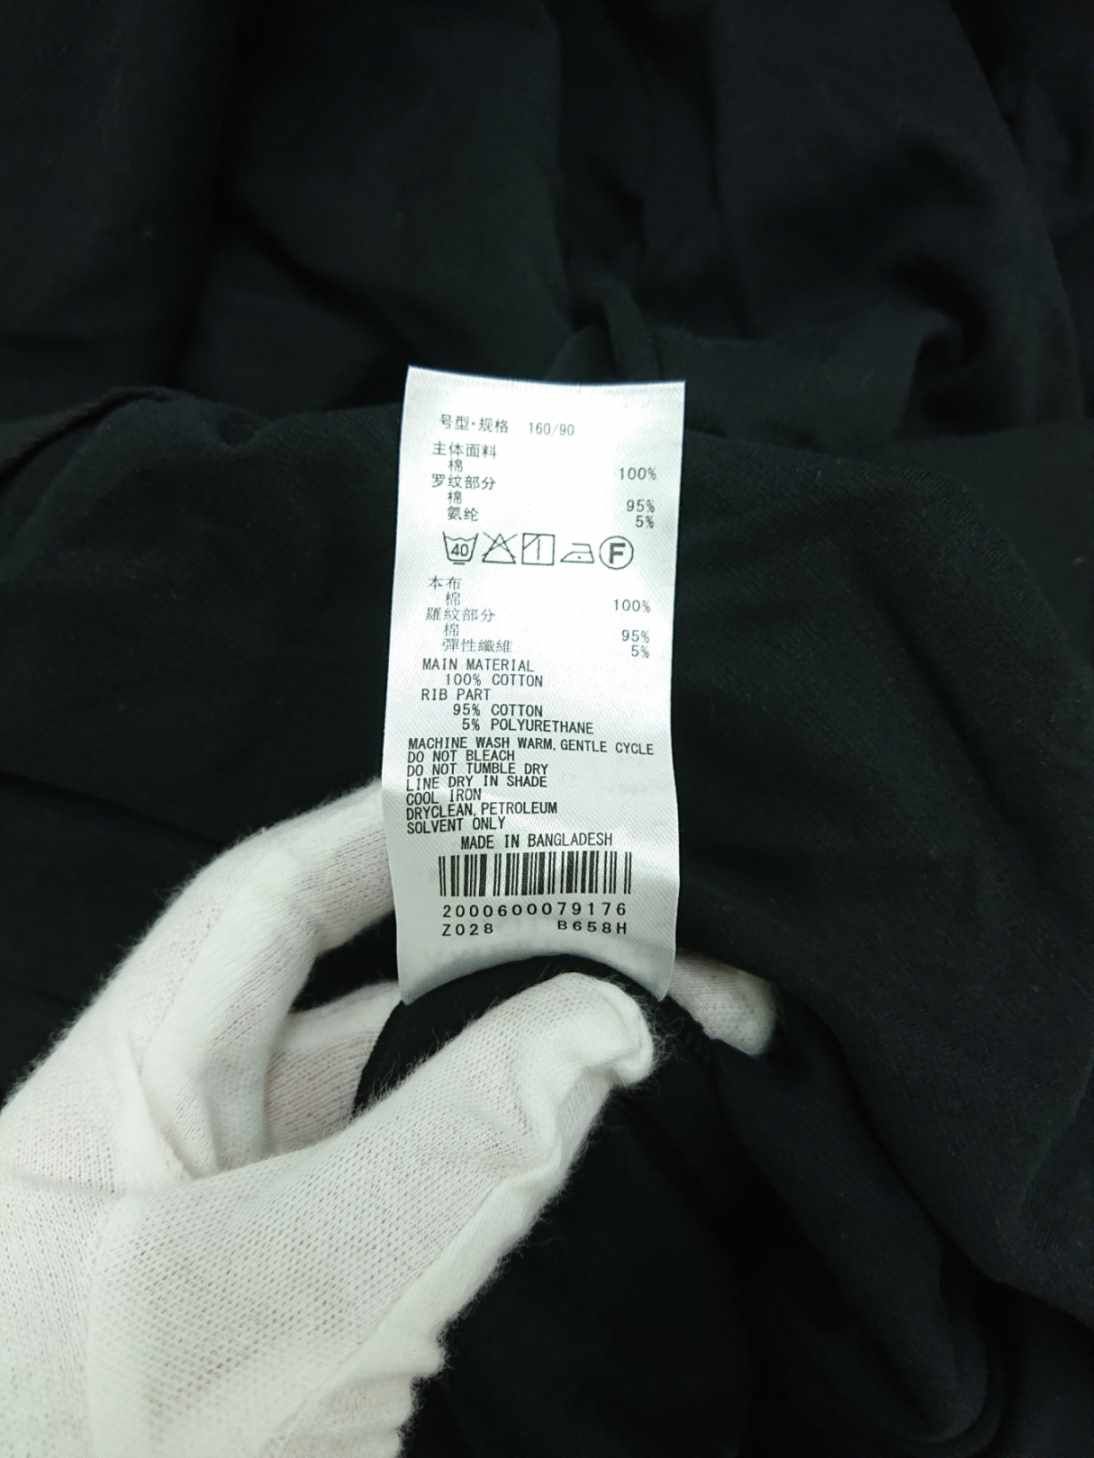 号型·规格 160/90
主体面料
棉 100%
罗纹部分
棉 95%
氨纶 5%
40 F
本布
棉 100%
羅紋部分
棉 95%
彈性纖維 5%
MAIN MATERIAL
100% COTTON
RIB PART
95% COTTON
5% POLYURETHANE
MACHINE WASH WARM, GENTLE CYCLE
DO NOT BLEACH
DO NOT TUMBLE DRY
LINE DRY IN SHADE
COOL IRON
DRYCLEAN, PETROLEUM
SOLVENT ONLY
MADE IN BANGLADESH
2000600079176
Z028 B658H